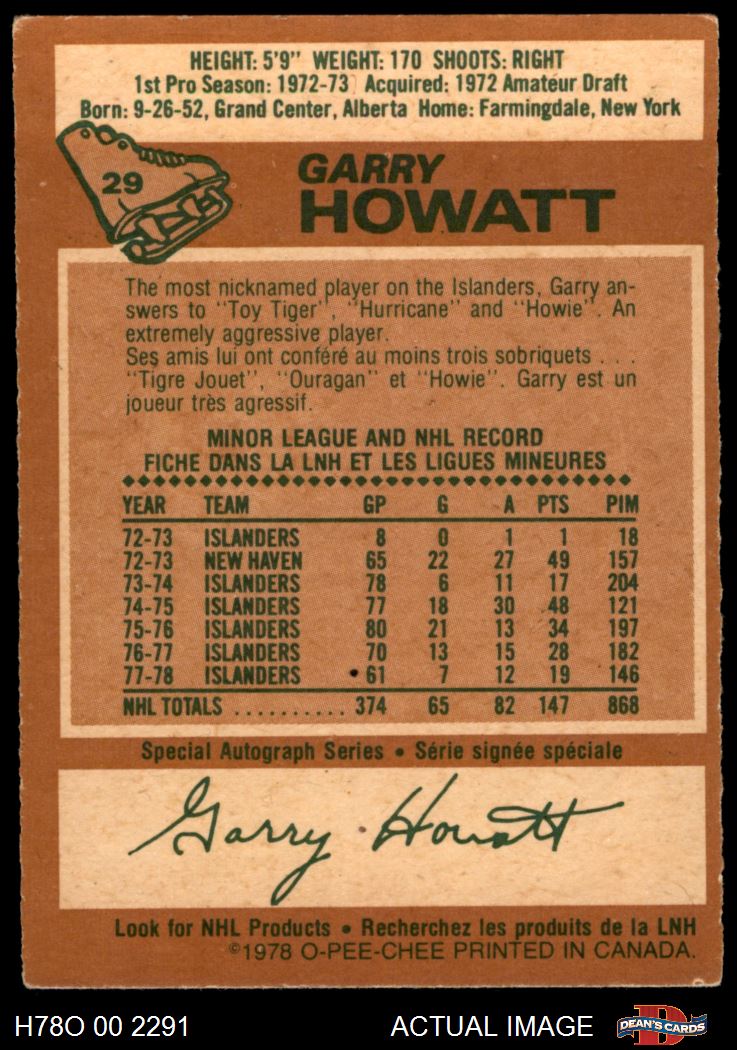 HEIGHT: 5'9" WEIGHT: 170 SHOOTS: RIGHT
1st Pro Season: 1972-73 Acquired: 1972 Amateur Draft
Born: 9-26-52, Grand Center, Alberta Home: Farmingdale, New York
29
GARRY
HOWATT
The most nicknamed player on the Islanders, Garry an-
swers to "Toy Tiger", "Hurricane" and "Howie". An
extremely aggressive player.
Ses amis lui ont conféré au moins trois sobriquets . . .
"Tigre Jouet", "Ouragan" et "Howie". Garry est un
joueur très agressif.
MINOR LEAGUE AND NHL RECORD
FICHE DANS LA LNH ET LES LIGUES MINEURES
YEAR TEAM GP G A PTS PIM
72-73 ISLANDERS 8 0 1 1 18
72-73 NEW HAVEN 65 22 27 49 157
73-74 ISLANDERS 78 6 11 17 204
74-75 ISLANDERS 77 18 30 48 121
75-76 ISLANDERS 80 21 13 34 197
76-77 ISLANDERS 70 13 15 28 182
77-78 ISLANDERS 61 7 12 19 146
NHL TOTALS .......... 374 65 82 147 868
Special Autograph Series • Série signée spéciale
Garry Howatt
Look for NHL Products • Recherchez les produits de la LNH
©1978 O-PEE-CHEE PRINTED IN CANADA.
H78O 00 2291 ACTUAL IMAGE D DEAN'S CARDS